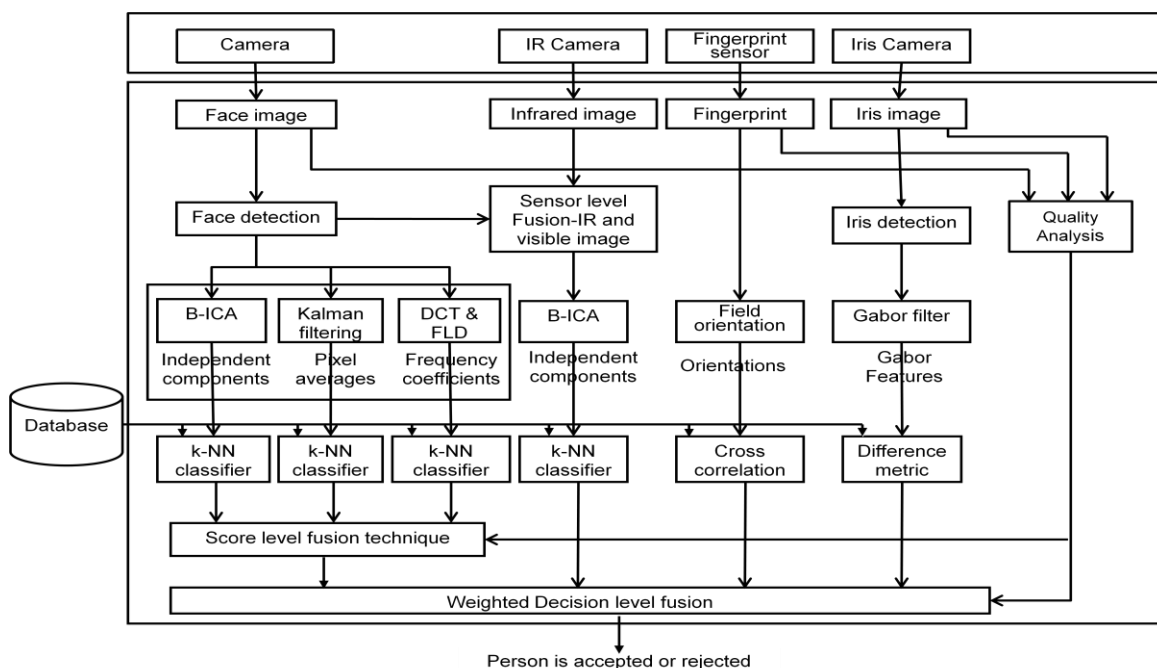 Camera
IR Camera
Fingerprint
sensor
Iris Camera
Face image
Infrared image
Fingerprint
Iris image
Face detection
Sensor level
Fusion-IR and
visible image
Iris detection
Quality
Analysis
B-ICA
Kalman
filtering
DCT &
FLD
B-ICA
Field
orientation
Gabor filter
Independent
components
Pixel
averages
Frequency
coefficients
Independent
components
Orientations
Gabor
Features
Database
k-NN
classifier
k-NN
classifier
k-NN
classifier
k-NN
classifier
Cross
correlation
Difference
metric
Score level fusion technique
Weighted Decision level fusion
Person is accepted or rejected